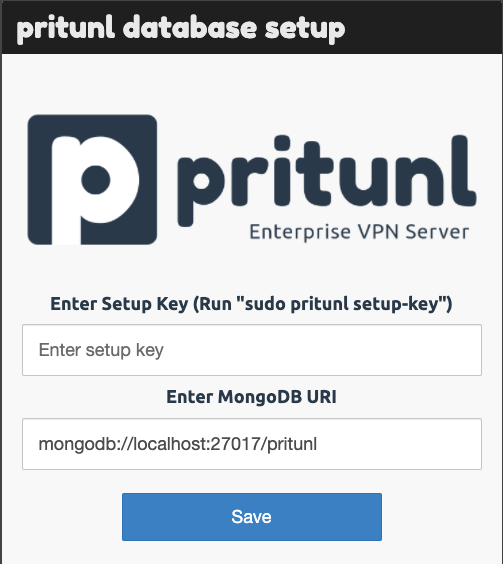 pritunl database setup
p pritunl
Enterprise VPN Server
Enter Setup Key (Run "sudo pritunl setup-key")
Enter setup key
Enter MongoDB URI
mongodb://localhost:27017/pritunl
Save